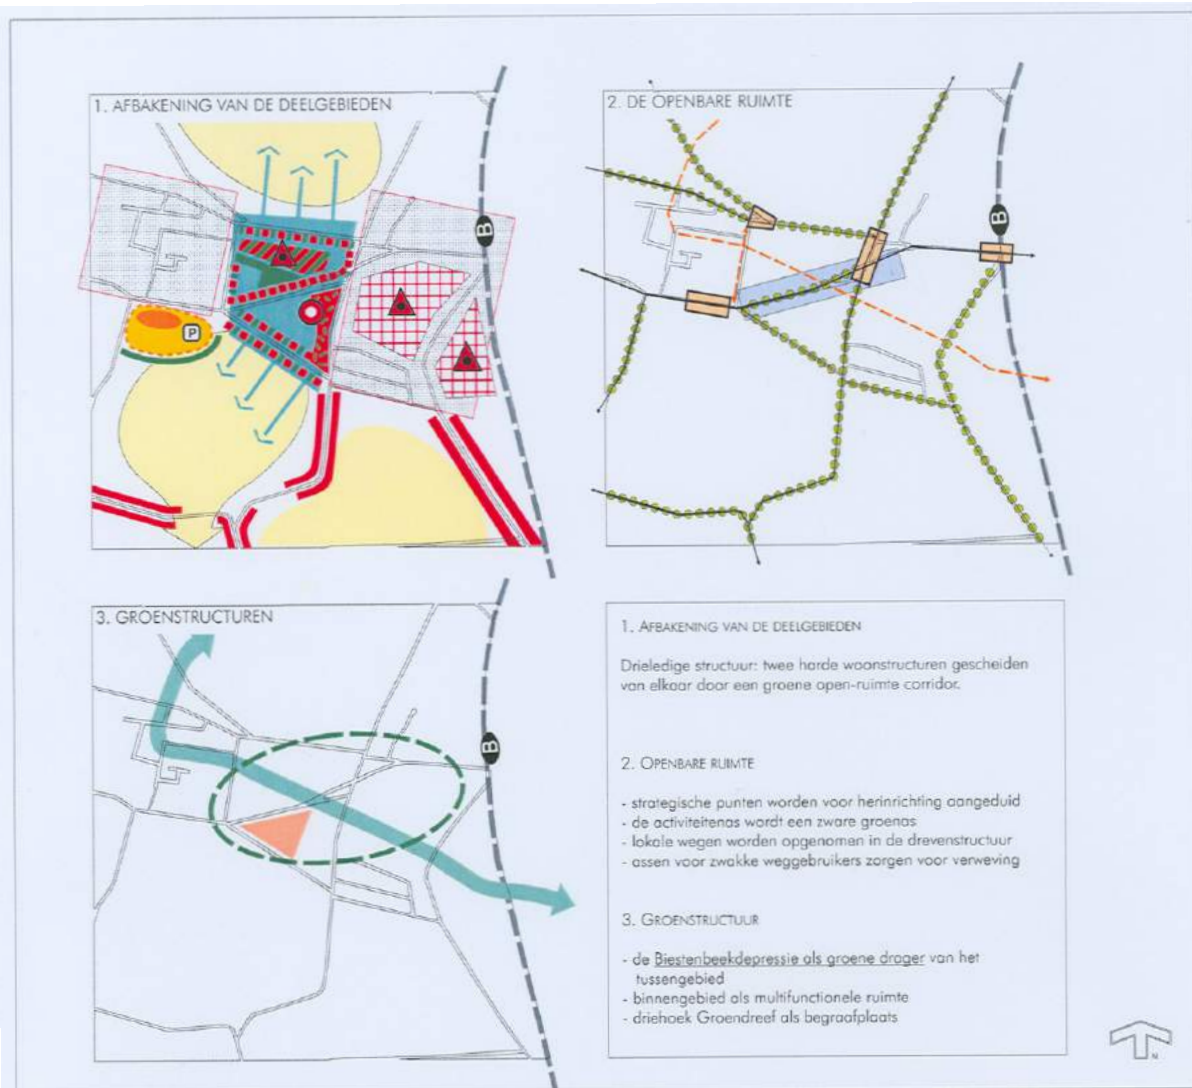 1. AFBAKENING VAN DE DEELGEBIEDEN
P
B
2. DE OPENBARE RUIMTE
B
3. GROENSTRUCTUREN
B
1. AFBAKENING VAN DE DEELGEBIEDEN
Drieledige structuur: twee harde woonstructuren gescheiden
van elkaar door een groene open-ruimte corridor.
2. OPENBARE RUIMTE
- strategische punten worden voor herinrichting aangeduid
- de activiteitenas wordt een zware groenas
- lokale wegen worden opgenomen in de drevenstructuur
- assen voor zwakke weggebruikers zorgen voor verweving
3. GROENSTRUCTUUR
- de Biestenbeekdepressie als groene drager van het
tussengebied
- binnengebied als multifunctionele ruimte
- driehoek Groendreef als begraafplaats
N